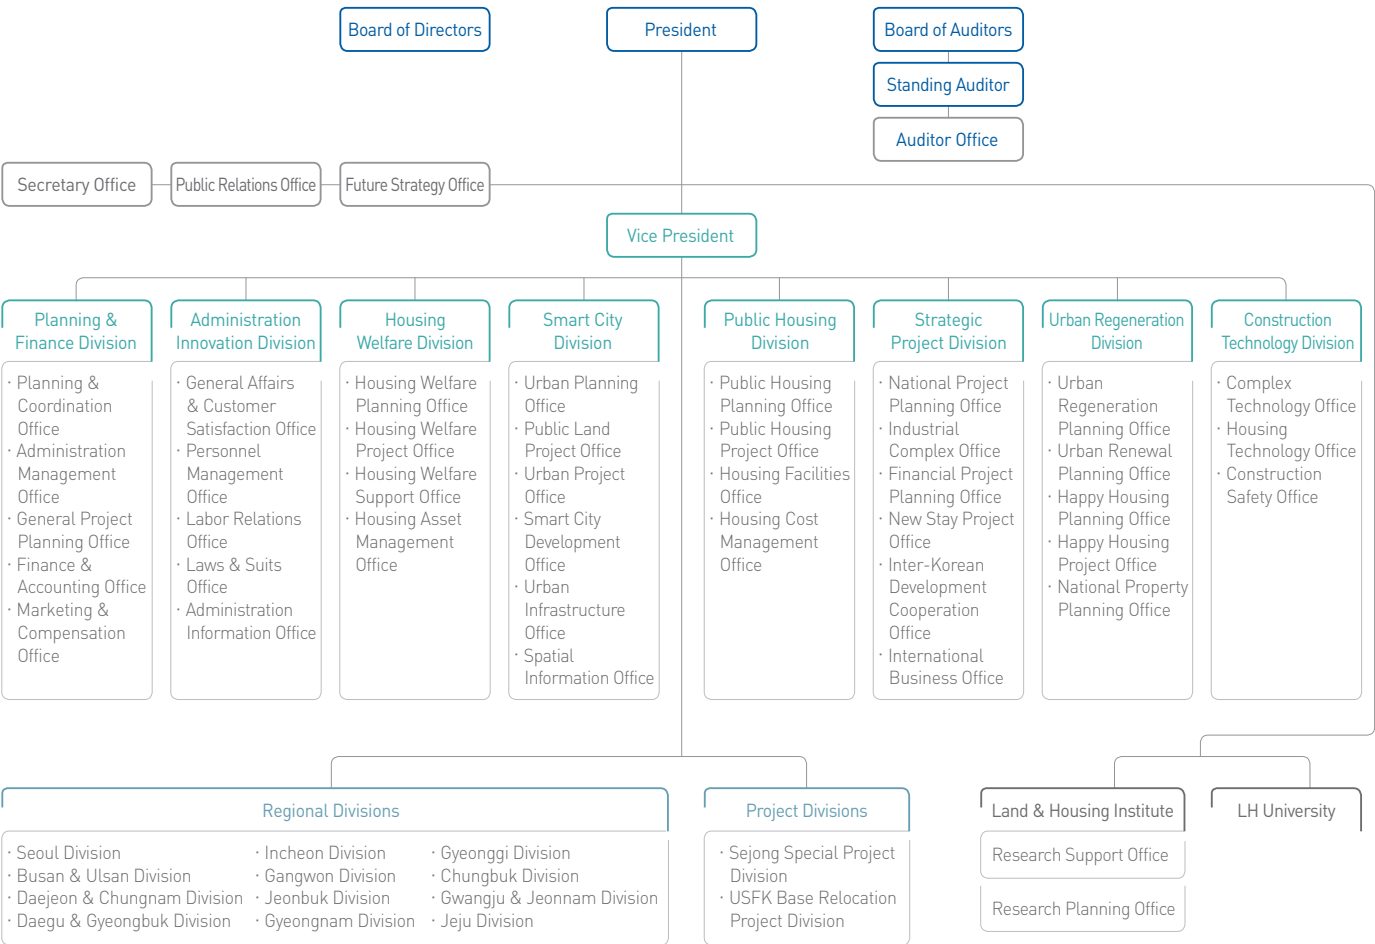 Board of Directors
President
Board of Auditors
Standing Auditor
Auditor Office
Secretary Office
Public Relations Office
Future Strategy Office
Vice President
Planning &
Finance Division
· Planning &
Coordination
Office
· Administration
Management
Office
· General Project
Planning Office
· Finance &
Accounting Office
· Marketing &
Compensation
Office
Administration
Innovation Division
· General Affairs
& Customer
Satisfaction Office
· Personnel
Management
Office
· Labor Relations
Office
· Laws & Suits
Office
· Administration
Information Office
Housing
Welfare Division
· Housing Welfare
Planning Office
· Housing Welfare
Project Office
· Housing Welfare
Support Office
· Housing Asset
Management
Office
Smart City
Division
· Urban Planning
Office
· Public Land
Project Office
· Urban Project
Office
· Smart City
Development
Office
· Urban
Infrastructure
Office
· Spatial
Information Office
Public Housing
Division
· Public Housing
Planning Office
· Public Housing
Project Office
· Housing Facilities
Office
· Housing Cost
Management
Office
Strategic
Project Division
· National Project
Planning Office
· Industrial
Complex Office
· Financial Project
Planning Office
· New Stay Project
Office
· Inter-Korean
Development
Cooperation
Office
· International
Business Office
Urban Regeneration
Division
· Urban
Regeneration
Planning Office
· Urban Renewal
Planning Office
· Happy Housing
Planning Office
· Happy Housing
Project Office
· National Property
Planning Office
Construction
Technology Division
· Complex
Technology Office
· Housing
Technology Office
· Construction
Safety Office
Regional Divisions
· Seoul Division
· Busan & Ulsan Division
· Daejeon & Chungnam Division
· Daegu & Gyeongbuk Division
· Incheon Division
· Gangwon Division
· Jeonbuk Division
· Gyeongnam Division
· Gyeonggi Division
· Chungbuk Division
· Gwangju & Jeonnam Division
· Jeju Division
Project Divisions
· Sejong Special Project
Division
· USFK Base Relocation
Project Division
Land & Housing Institute
Research Support Office
Research Planning Office
LH University